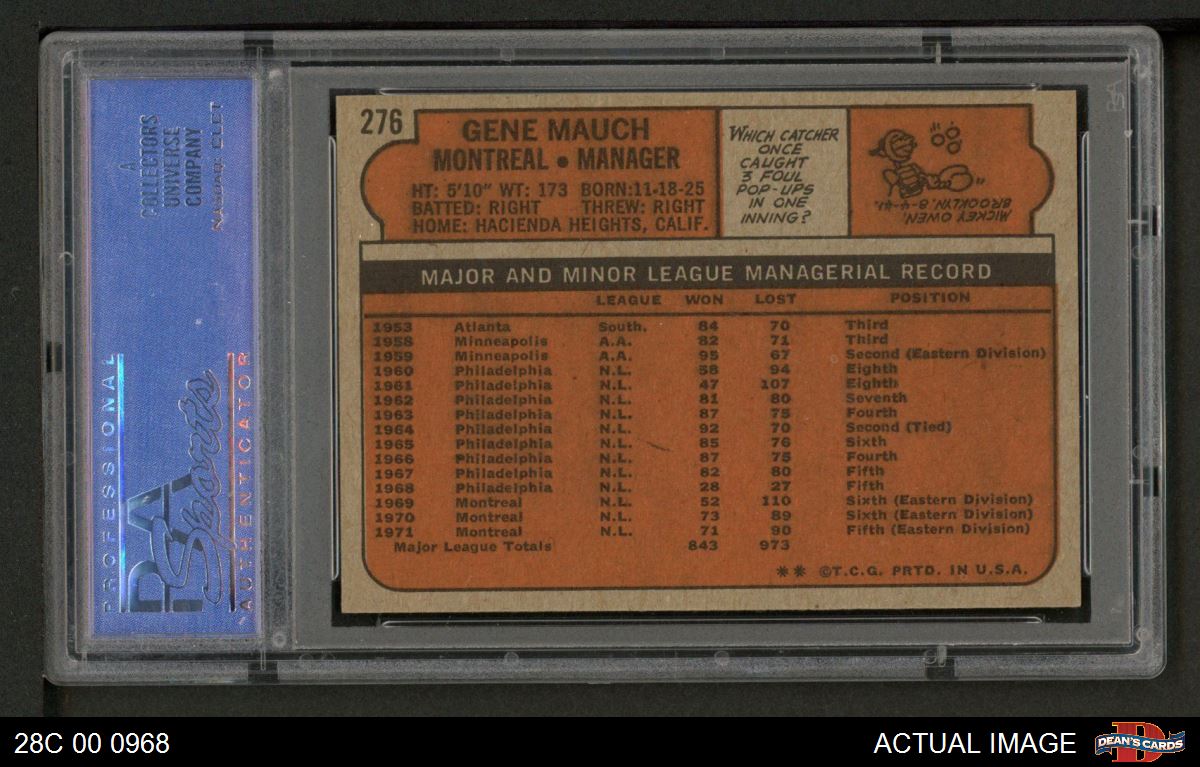 A
COLLECTORS
UNIVERSE
COMPANY
NASDAQ: CLCT
PROFESSIONAL
PSA
Sports
AUTHENTICATOR
276
GENE MAUCH
MONTREAL • MANAGER
HT: 5'10" WT: 173 BORN:11-18-25
BATTED: RIGHT THREW: RIGHT
HOME: HACIENDA HEIGHTS, CALIF.
WHICH CATCHER
ONCE
CAUGHT
3 FOUL
POP-UPS
IN ONE
INNING?
MICKEY OWEN,
BROOKLYN, 8-4-41.
MAJOR AND MINOR LEAGUE MANAGERIAL RECORD
LEAGUE WON LOST POSITION
1953 Atlanta South. 84 70 Third
1958 Minneapolis A.A. 82 71 Third
1959 Minneapolis A.A. 95 67 Second (Eastern Division)
1960 Philadelphia N.L. 58 94 Eighth
1961 Philadelphia N.L. 47 107 Eighth
1962 Philadelphia N.L. 81 80 Seventh
1963 Philadelphia N.L. 87 75 Fourth
1964 Philadelphia N.L. 92 70 Second (Tied)
1965 Philadelphia N.L. 85 76 Sixth
1966 Philadelphia N.L. 87 75 Fourth
1967 Philadelphia N.L. 82 80 Fifth
1968 Philadelphia N.L. 28 27 Fifth
1969 Montreal N.L. 52 110 Sixth (Eastern Division)
1970 Montreal N.L. 73 89 Sixth (Eastern Division)
1971 Montreal N.L. 71 90 Fifth (Eastern Division)
Major League Totals 843 973
** ©T.C.G. PRTD. IN U.S.A.
28C 00 0968
ACTUAL IMAGE
DEAN'S CARDS